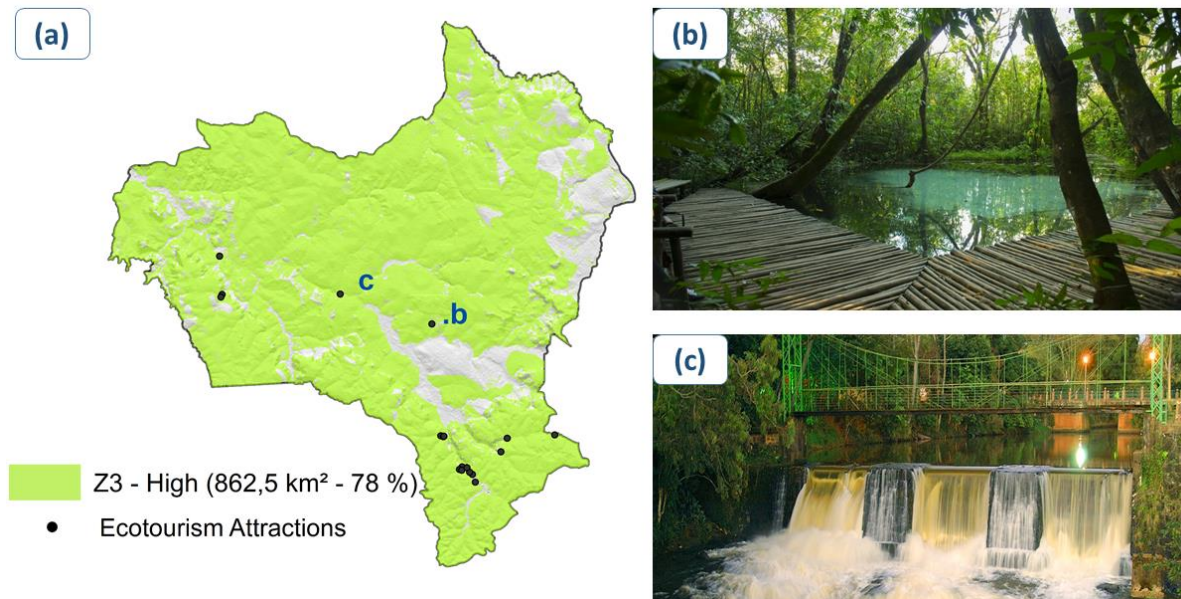 (a)
(b)
c
.b
(c)
Z3 - High (862,5 km² - 78 %)
Ecotourism Attractions